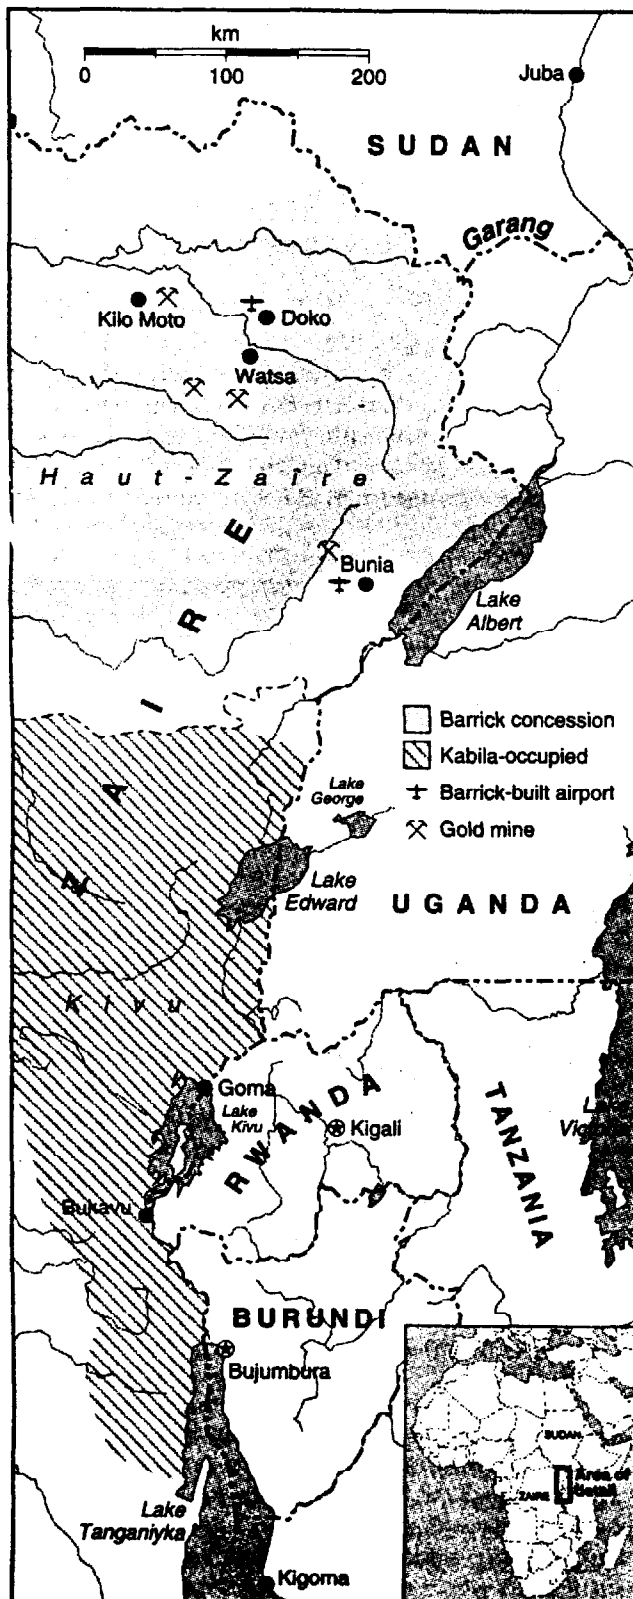 km
0 100 200
Juba
SUDAN
Garang
Kilo Moto
Doko
Watsa
Haut-Zaire
ZAIRE
Bunia
Lake
Albert
Barrick concession
Kabila-occupied
Barrick-built airport
Gold mine
Lake
George
Lake
Edward
UGANDA
Kivu
Goma
Lake
Kivu
RWANDA
Kigali
TANZANIA
Bukavu
BURUNDI
Bujumbura
SUDAN
Area of
detail
ZAIRE
Lake
Tanganiyka
Kigoma